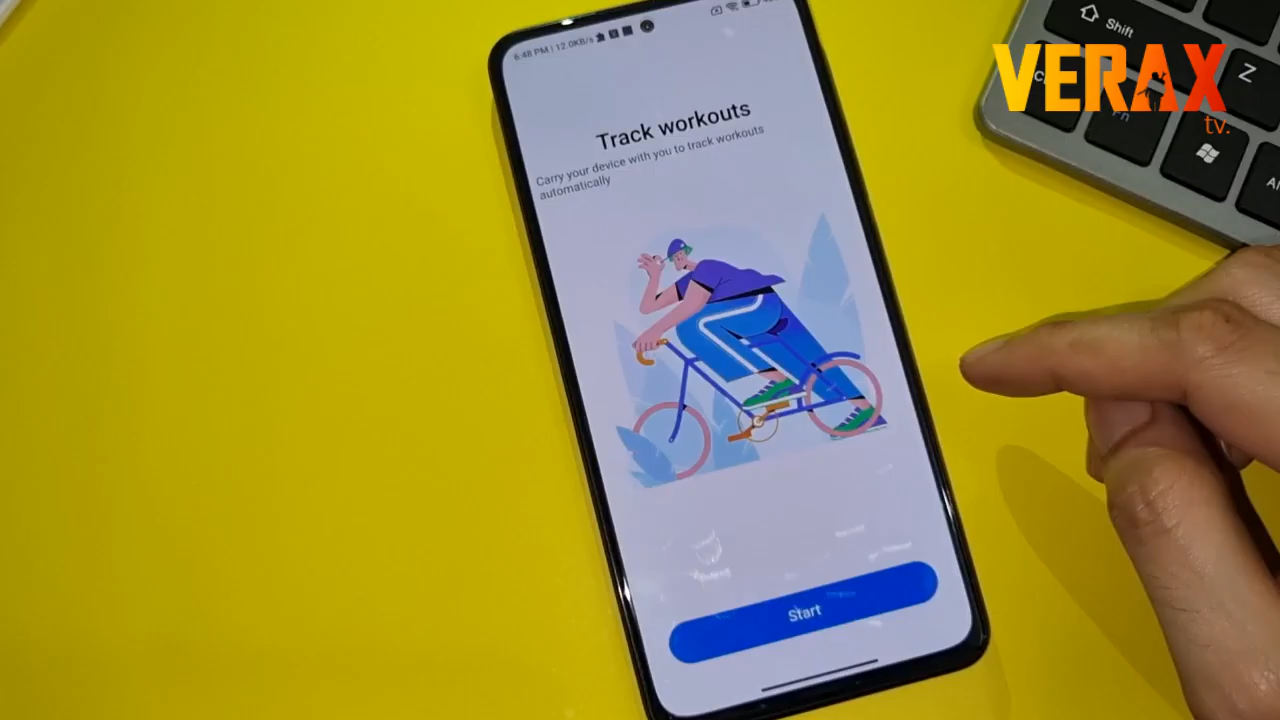 6:48 PM | 12.0KB/s
Shift
VERAX
tv.
Z
Fn
Track workouts
Carry your device with you to track workouts
automatically
Start